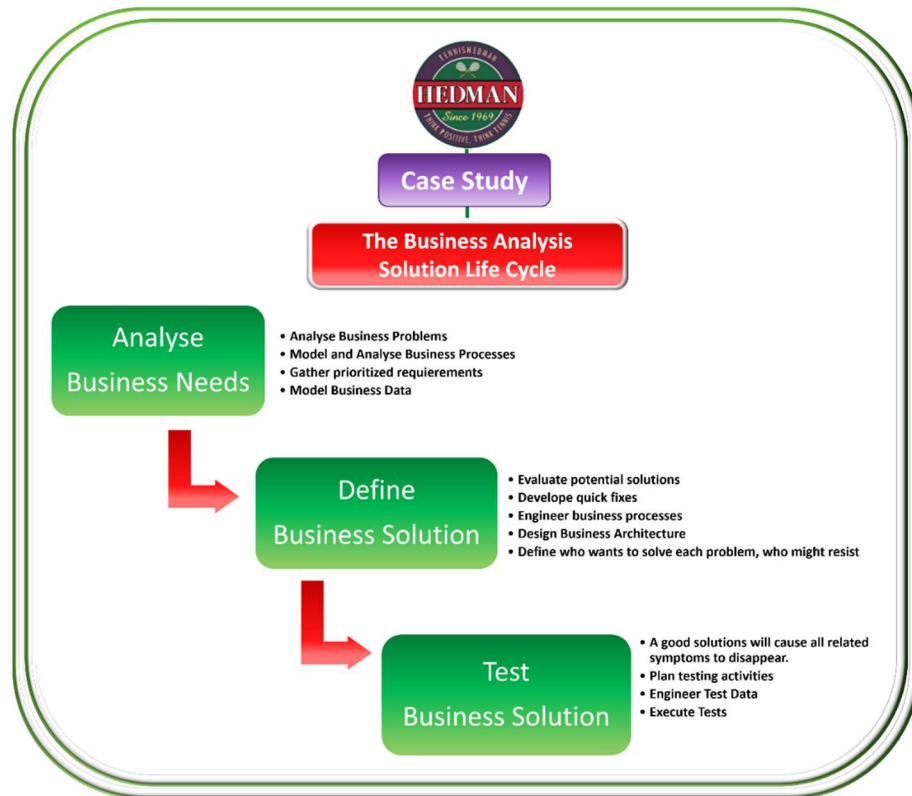 TENNISHEDMAN
HEDMAN
Since 1969
THINK POSITIVE, THINK TENNIS
Case Study
The Business Analysis
Solution Life Cycle
Analyse
Business Needs
• Analyse Business Problems
• Model and Analyse Business Processes
• Gather prioritized requierements
• Model Business Data
Define
Business Solution
• Evaluate potential solutions
• Develope quick fixes
• Engineer business processes
• Design Business Architecture
• Define who wants to solve each problem, who might resist
Test
Business Solution
• A good solutions will cause all related
symptoms to disappear.
• Plan testing activities
• Engineer Test Data
• Execute Tests